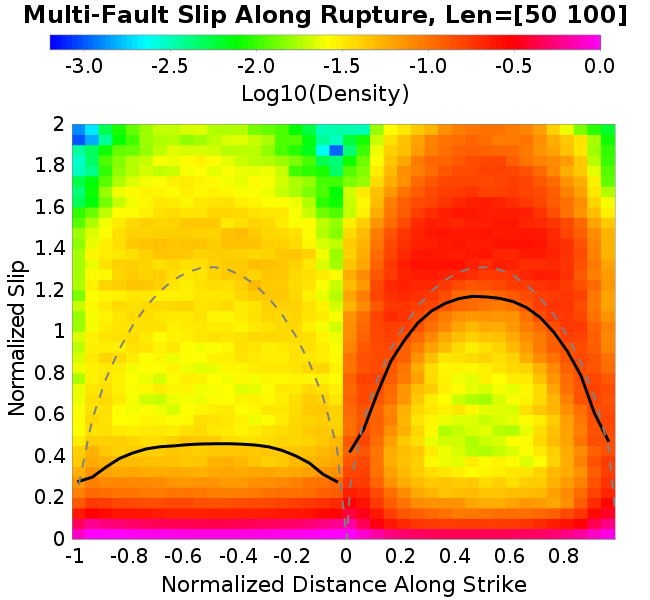 Multi-Fault Slip Along Rupture, Len=[50 100]
-3.0 -2.5 -2.0 -1.5 -1.0 -0.5 0.0
Log10(Density)
Normalized Slip
2
1.8
1.6
1.4
1.2
1
0.8
0.6
0.4
0.2
0
-1 -0.8 -0.6 -0.4 -0.2 0 0.2 0.4 0.6 0.8
Normalized Distance Along Strike